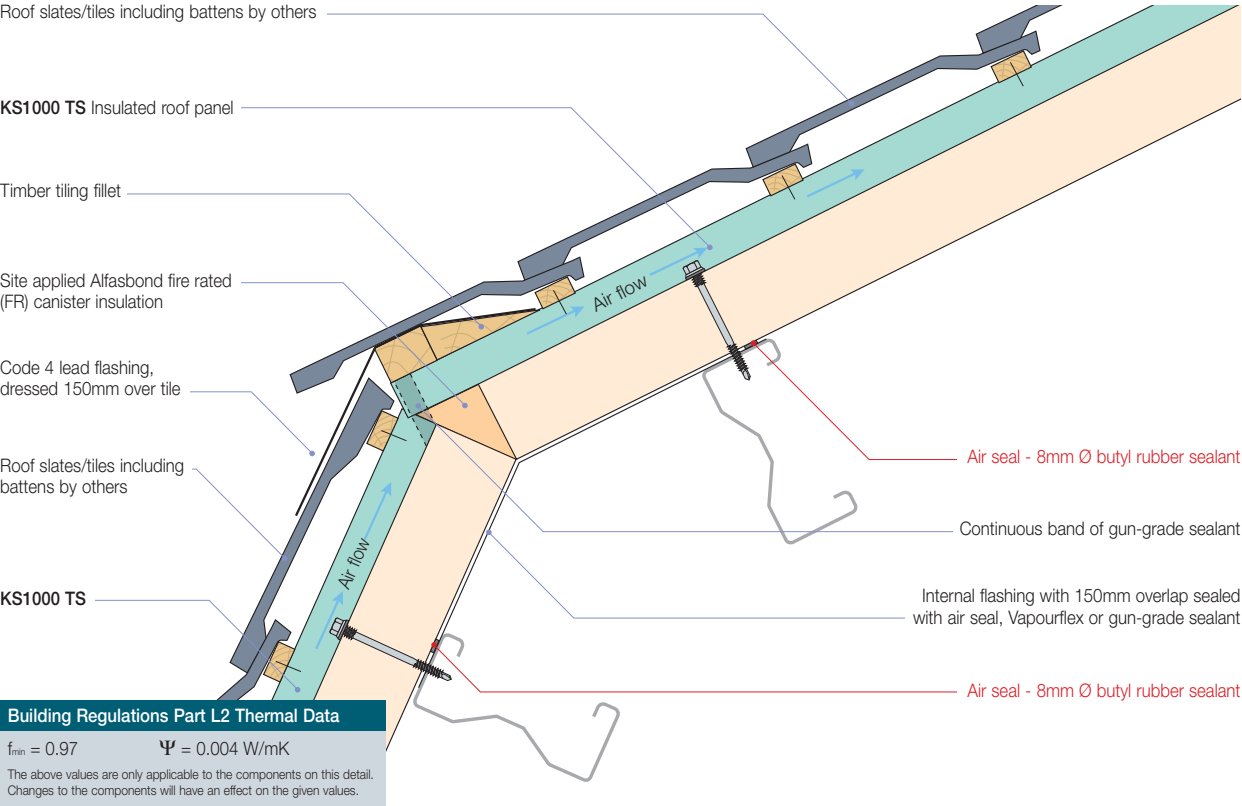 Roof slates/tiles including battens by others
KS1000 TS Insulated roof panel
Timber tiling fillet
Site applied Alfasbond fire rated
(FR) canister insulation
Code 4 lead flashing,
dressed 150mm over tile
Roof slates/tiles including
battens by others
KS1000 TS
Air flow
Air flow
Air seal - 8mm Ø butyl rubber sealant
Continuous band of gun-grade sealant
Internal flashing with 150mm overlap sealed
with air seal, Vapourflex or gun-grade sealant
Air seal - 8mm Ø butyl rubber sealant
Building Regulations Part L2 Thermal Data
fmin = 0.97 Ψ = 0.004 W/mK
The above values are only applicable to the components on this detail.
Changes to the components will have an effect on the given values.